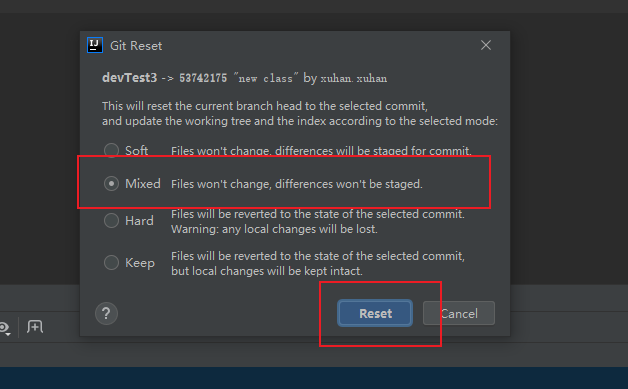 IJ
Git Reset
devTest3 -> 53742175 "new class" by xuhan.xuhan
This will reset the current branch head to the selected commit,
and update the working tree and the index according to the selected mode:
Soft Files won't change, differences will be staged for commit.
Mixed Files won't change, differences won't be staged.
Hard Files will be reverted to the state of the selected commit.
Warning: any local changes will be lost.
Keep Files will be reverted to the state of the selected commit,
but local changes will be kept intact.
? Reset Cancel